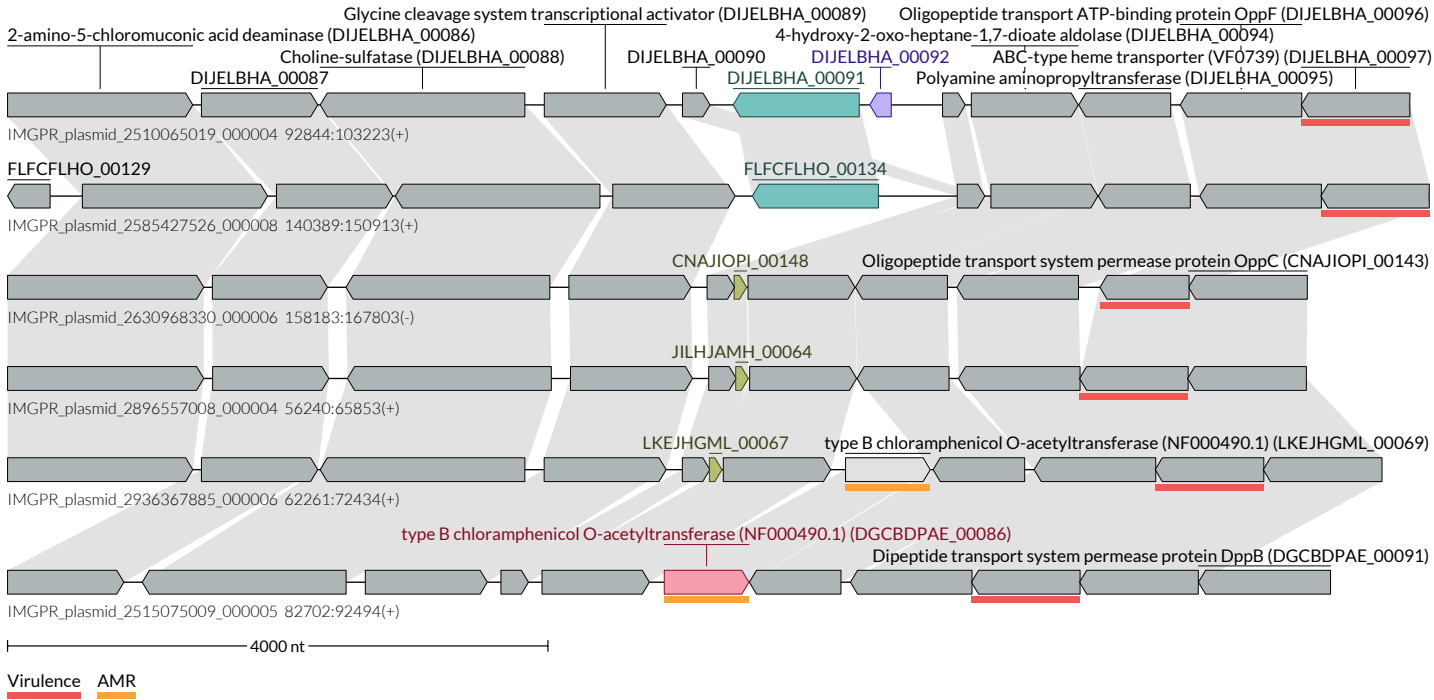 Glycine cleavage system transcriptional activator (DIJELBHA_00089)
Oligopeptide transport ATP-binding protein OppF (DIJELBHA_00096)
2-amino-5-chloromuconic acid deaminase (DIJELBHA_00086)
4-hydroxy-2-oxo-heptane-1,7-dioate aldolase (DIJELBHA_00094)
Choline-sulfatase (DIJELBHA_00088)
DIJELBHA_00090
DIJELBHA_00092
ABC-type heme transporter (VF0739) (DIJELBHA_00097)
DIJELBHA_00087
DIJELBHA_00091
Polyamine aminopropyltransferase (DIJELBHA_00095)
IMGPR_plasmid_2510065019_000004 92844:103223(+)
FLFCFLHO_00129
FLFCFLHO_00134
IMGPR_plasmid_2585427526_000008 140389:150913(+)
CNAJIOPI_00148
Oligopeptide transport system permease protein OppC (CNAJIOPI_00143)
IMGPR_plasmid_2630968330_000006 158183:167803(-)
JILHJAMH_00064
IMGPR_plasmid_2896557008_000004 56240:65853(+)
LKEJHGML_00067
type B chloramphenicol O-acetyltransferase (NF000490.1) (LKEJHGML_00069)
IMGPR_plasmid_2936367885_000006 62261:72434(+)
type B chloramphenicol O-acetyltransferase (NF000490.1) (DGCBDPAE_00086)
Dipeptide transport system permease protein DppB (DGCBDPAE_00091)
IMGPR_plasmid_2515075009_000005 82702:92494(+)
4000 nt
Virulence
AMR